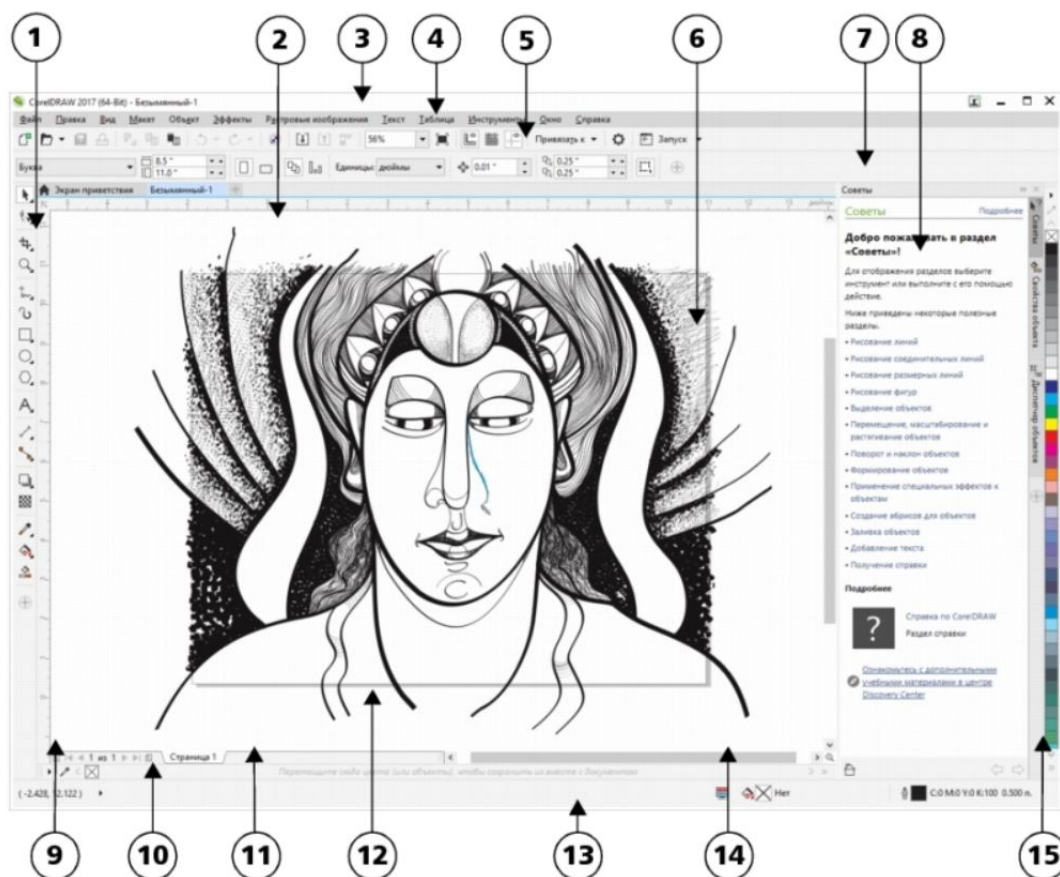 1 2 3 4 5 6 7 8
CorelDRAW 2017 (64-Bit) - Безымянный-1
Файл Правка Вид Макет Объект Эффекты Растровые изображения Текст Таблица Инструменты Окно Справка
56% Привязать к Запуск
Буква 8.5 " 11.0 " Единицы: дюймы 0.01 " 0.25 " 0.25 "
Экран приветствия Безымянный-1
дюймы
Советы
Советы Подробнее
Добро пожаловать в раздел
«Советы»!
Для отображения разделов выберите
инструмент или выполните с его помощью
действие.
Ниже приведены некоторые полезные
разделы.
• Рисование линий
• Рисование соединительных линий
• Рисование размерных линий
• Рисование фигур
• Выделение объектов
• Перемещение, масштабирование и
растягивание объектов
• Поворот и наклон объектов
• Формирование объектов
• Применение специальных эффектов к
объектам
• Создание абрисов для объектов
• Заливка объектов
• Добавление текста
• Получение справки
Подробнее
?
Справка по CorelDRAW
Раздел справки
Ознакомьтесь с дополнительными
учебными материалами в центре
Discovery Center
Советы
Свойства объекта
Диспетчер объектов
1 из 1 Страница 1
Перетащите сюда цвета (или объекты), чтобы сохранить их вместе с документом
( -2.428, 12.122 ) Нет C:0 M:0 Y:0 K:100 0.500 п.
9 10 11 12 13 14 15